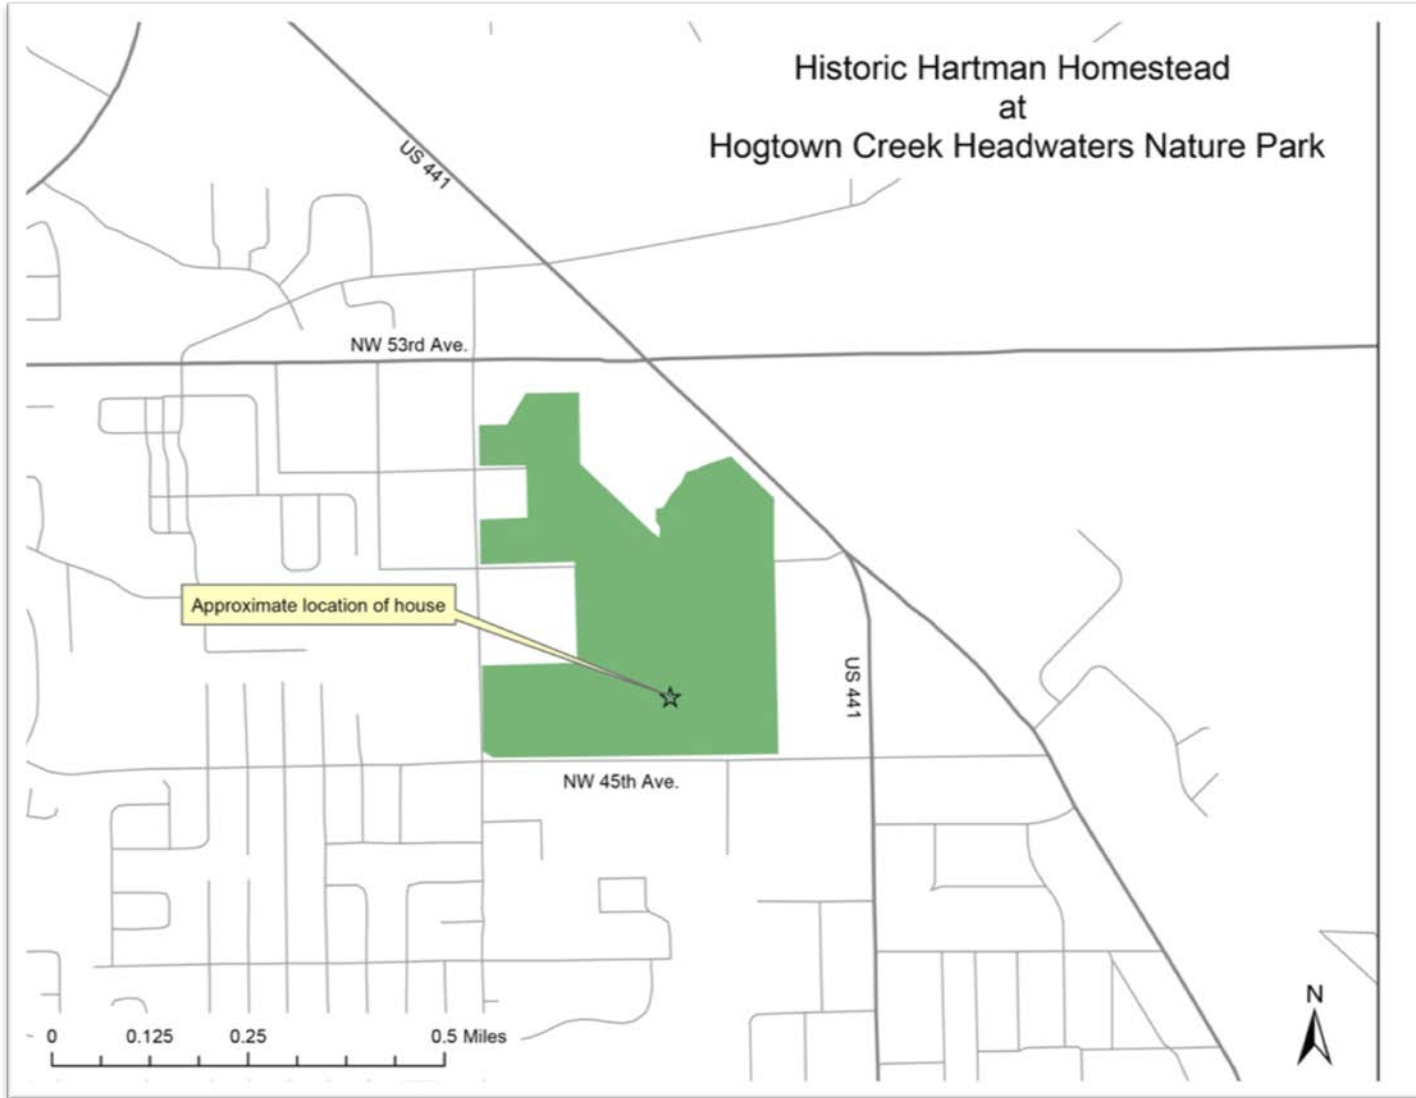 Historic Hartman Homestead
at
Hogtown Creek Headwaters Nature Park
US 441
NW 53rd Ave.
Approximate location of house
US 441
NW 45th Ave.
N
0 0.125 0.25 0.5 Miles